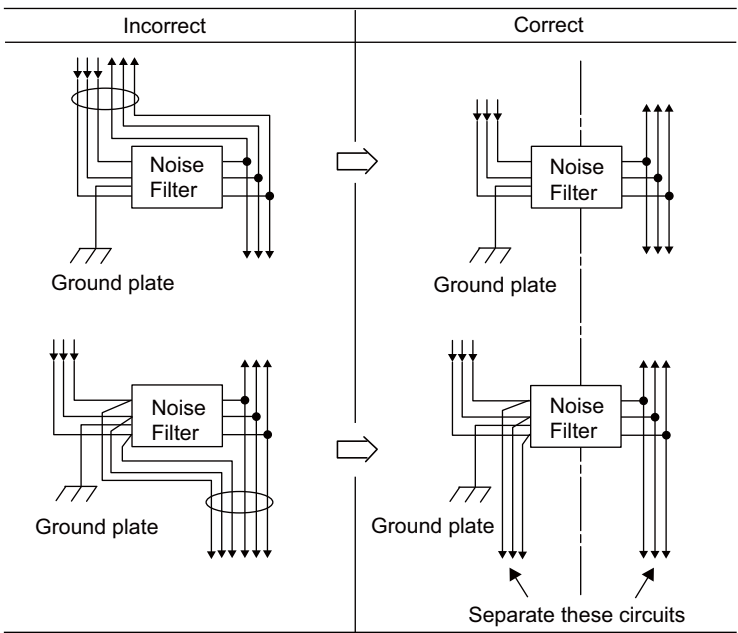 Incorrect
Correct
Noise
Filter
Ground plate
Noise
Filter
Ground plate
Noise
Filter
Ground plate
Noise
Filter
Ground plate
Separate these circuits